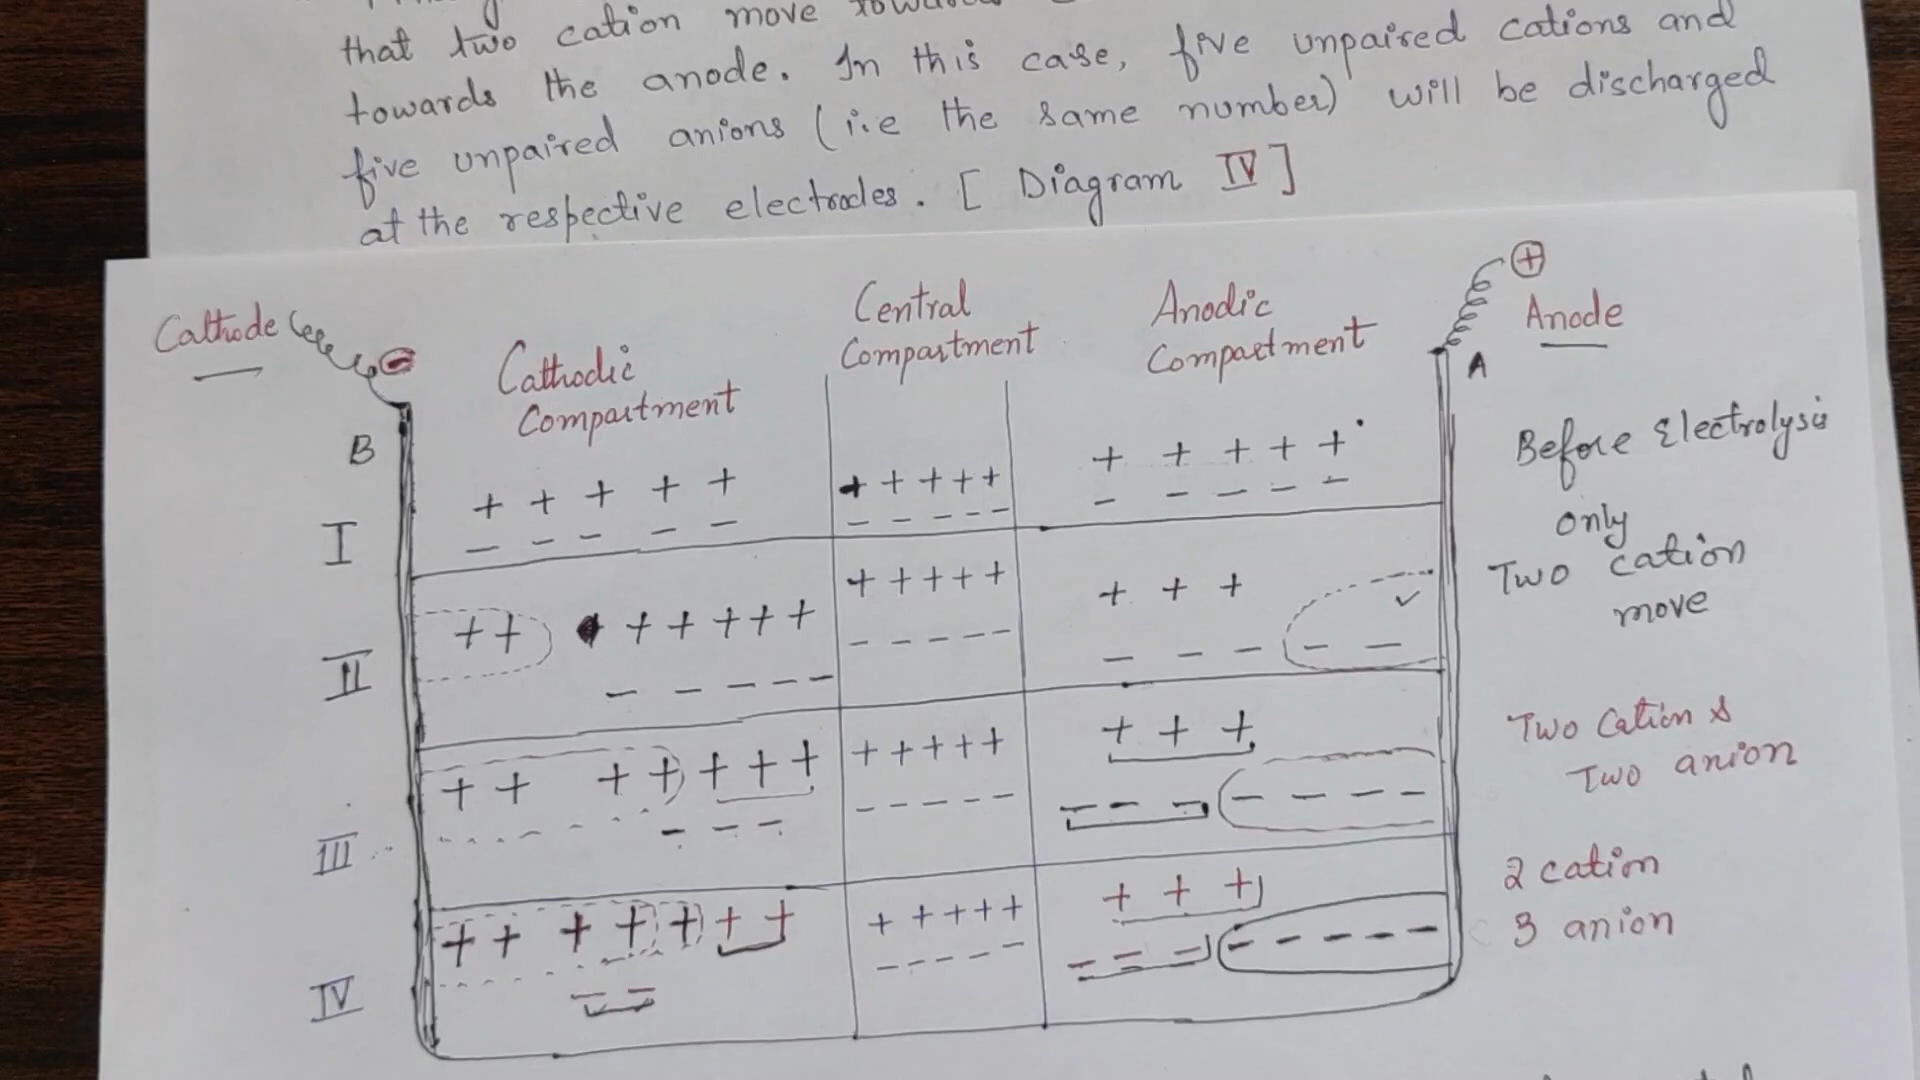 that two cation move towards
towards the anode. In this case, five unpaired cations and
five unpaired anions (i.e the same number) will be discharged
at the respective electrodes. [ Diagram IV ]
Cathode
−
Cathodic
Compartment
Central
Compartment
Anodic
Compartment
+
Anode
A
B
I
+ + + + +
− − − − −
+ + + + +
− − − − −
+ + + + +
− − − − −
Before Electrolysis
II
+ + + + + + +
− − − − −
+ + + + +
− − − − −
+ + +
− − − − −
✓
only
Two cation
move
III
+ + + + + + +
− − −
+ + + + +
− − − − −
+ + +
− − − − − − −
Two Cation &
Two anion
IV
+ + + + + + +
− −
+ + + + +
− − − − −
+ + +
− − − − − − − −
2 cation
3 anion